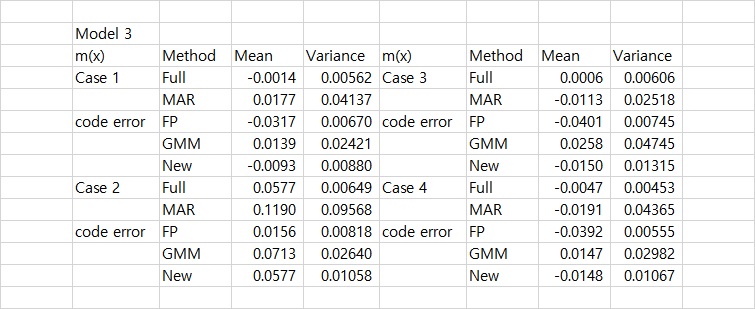 Model 3
m(x) Method Mean Variance m(x) Method Mean Variance
Case 1 Full -0.0014 0.00562 Case 3 Full 0.0006 0.00606
MAR 0.0177 0.04137 MAR -0.0113 0.02518
code error FP -0.0317 0.00670 code error FP -0.0401 0.00745
GMM 0.0139 0.02421 GMM 0.0258 0.04745
New -0.0093 0.00880 New -0.0150 0.01315
Case 2 Full 0.0577 0.00649 Case 4 Full -0.0047 0.00453
MAR 0.1190 0.09568 MAR -0.0191 0.04365
code error FP 0.0156 0.00818 code error FP -0.0392 0.00555
GMM 0.0713 0.02640 GMM 0.0147 0.02982
New 0.0577 0.01058 New -0.0148 0.01067